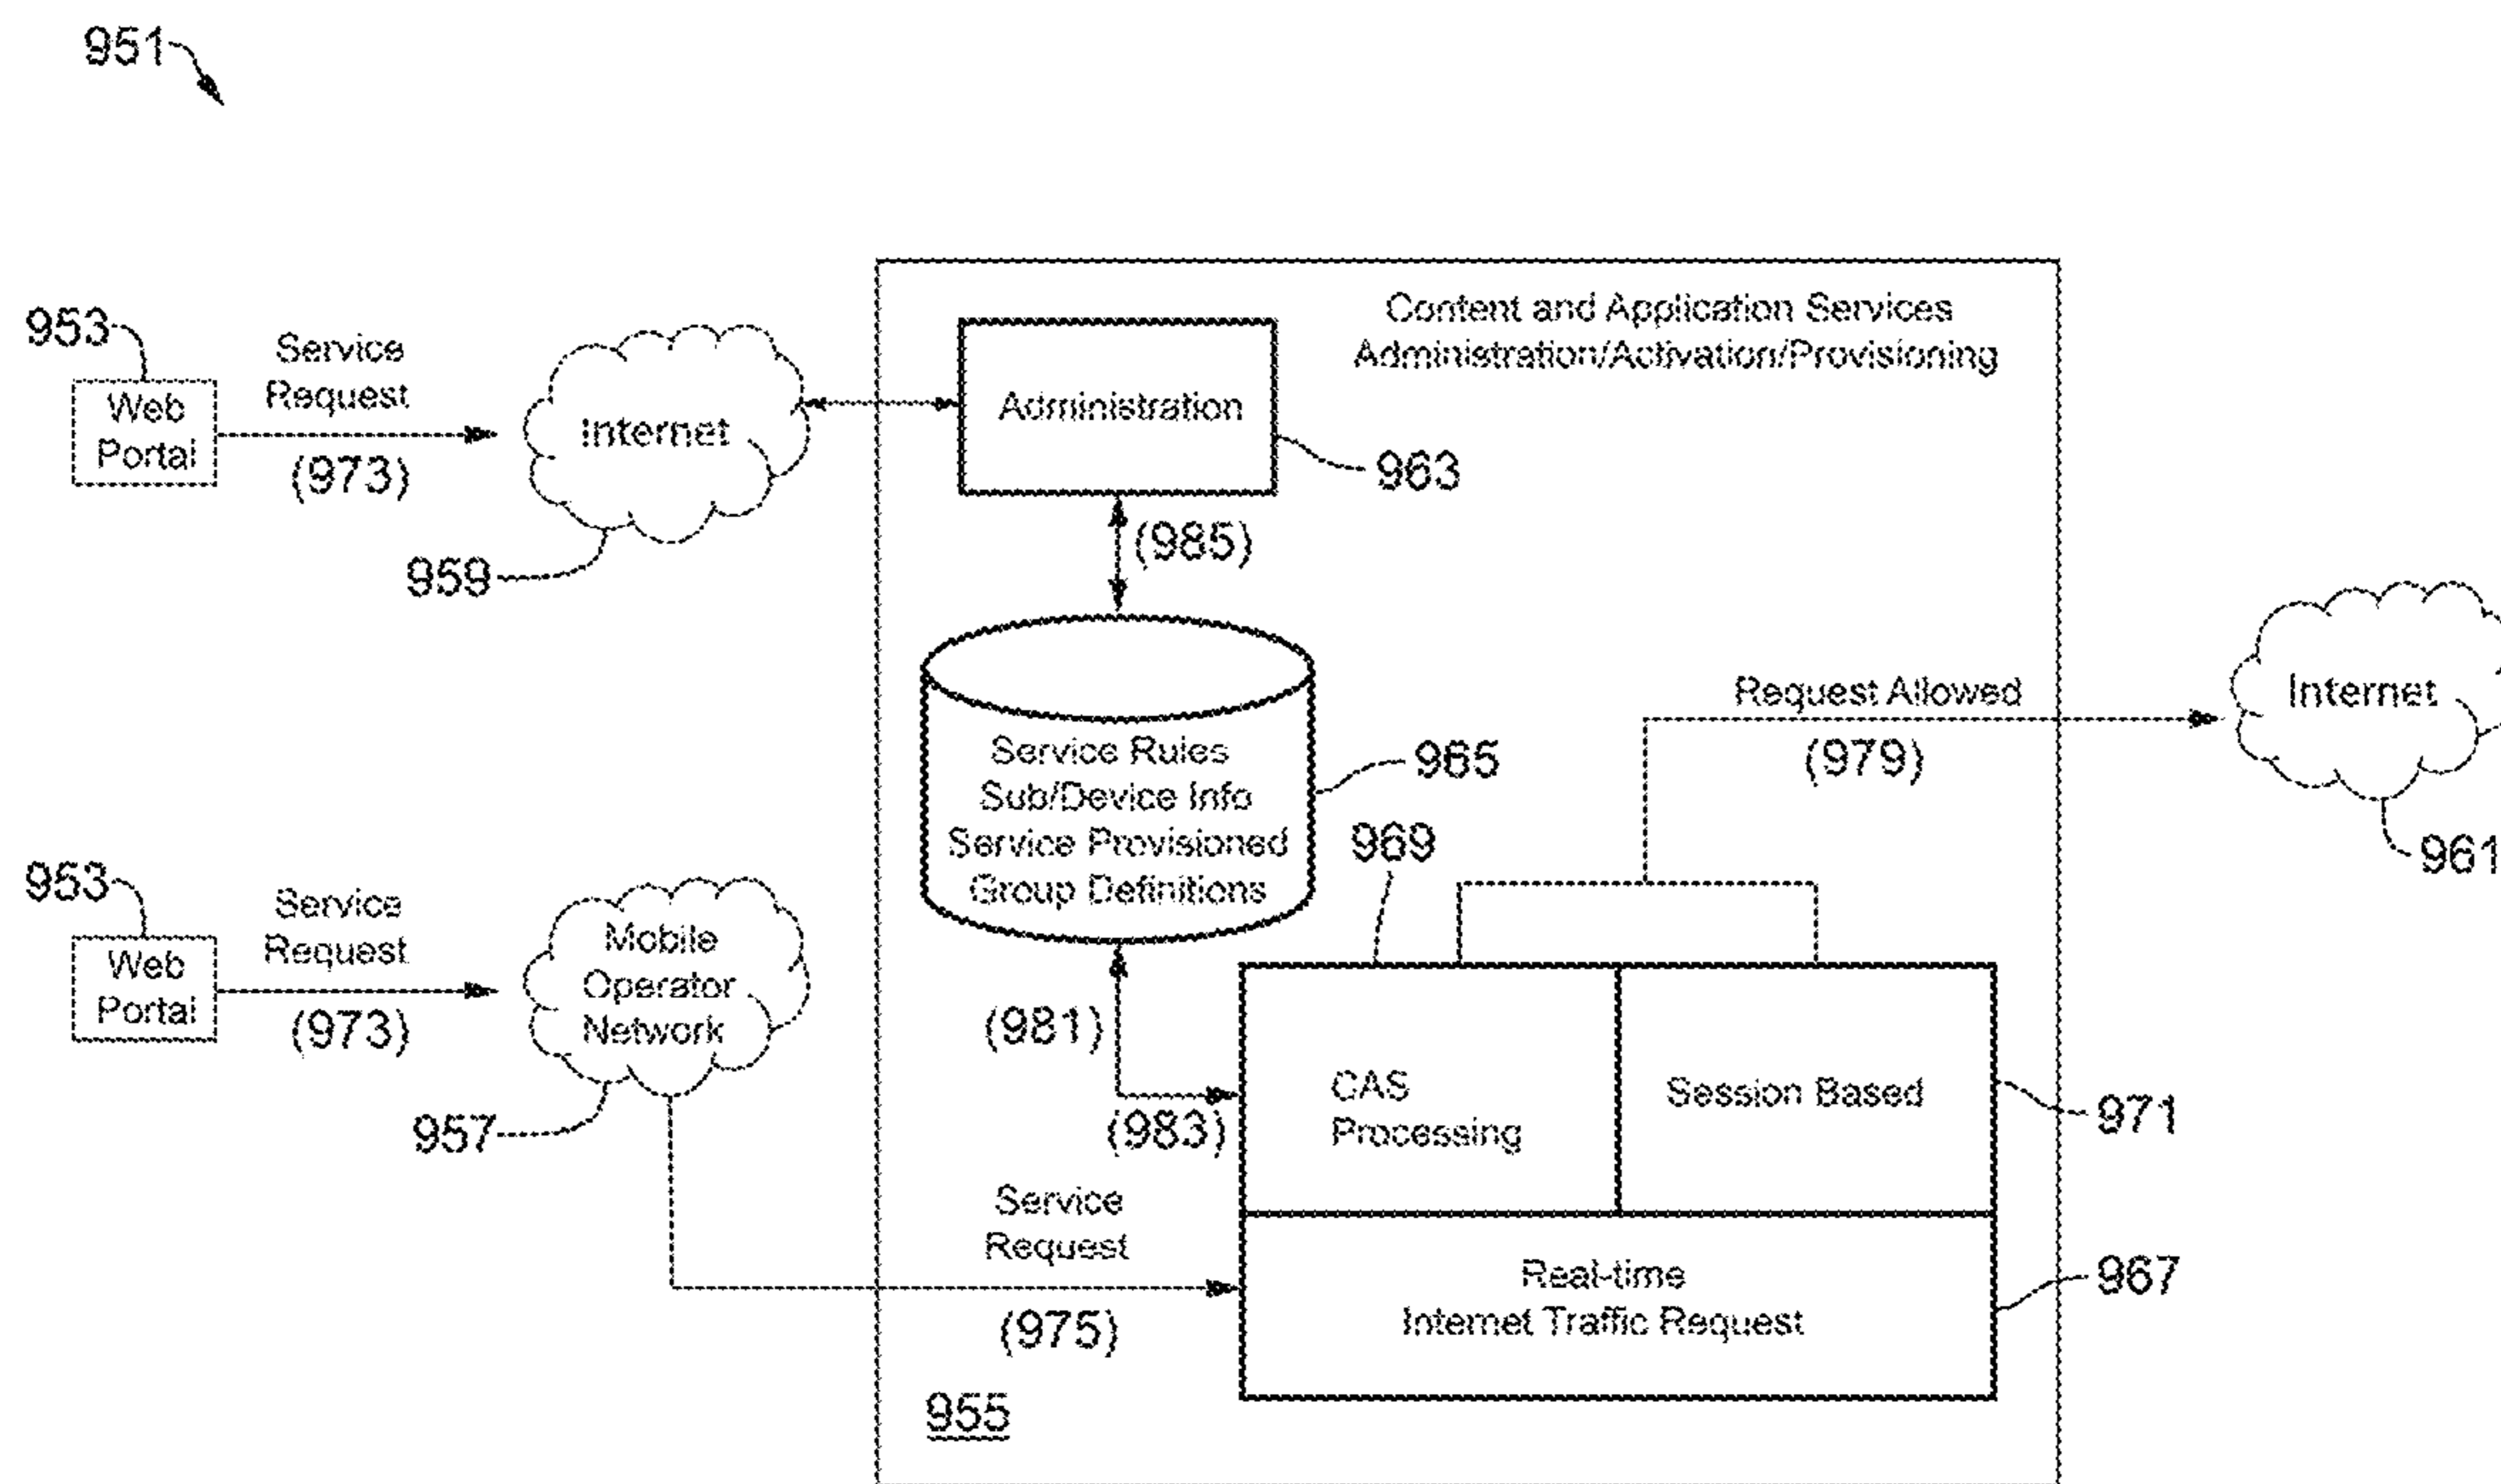 951
Content and Application Services
Administration/Activation/Provisioning
953
Service
Request
Web
Portal
(973)
Internet
959
Administration
963
(985)
Service Rules
Sub/Device Info
Service Provisioned
Group Definitions
965
Request Allowed
(979)
Internet
961
953
Service
Request
Web
Portal
(973)
Mobile
Operator
Network
957
969
(981)
(983)
CAS
Processing
Session Based
971
Service
Request
(975)
Real-time
Internet Traffic Request
967
955